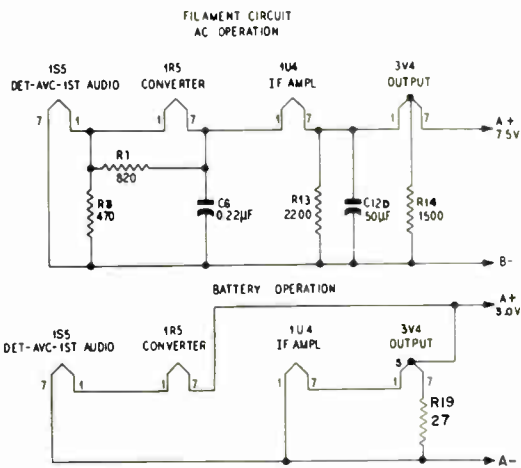 FILAMENT CIRCUIT
AC OPERATION
1S5
DET-AVC-1ST AUDIO
1R5
CONVERTER
1U4
IF AMPL
3V4
OUTPUT
7 1 1 7 1 7 1 7
A+
7.5V
R1
820
R8
470
C6
0.22µF
R13
2200
C12D
50µF
R14
1500
B-
BATTERY OPERATION
A+
3.0V
1S5
DET-AVC-1ST AUDIO
1R5
CONVERTER
1U4
IF AMPL
3V4
OUTPUT
5
7 1 1 7 1 7 1 7
R19
27
A-